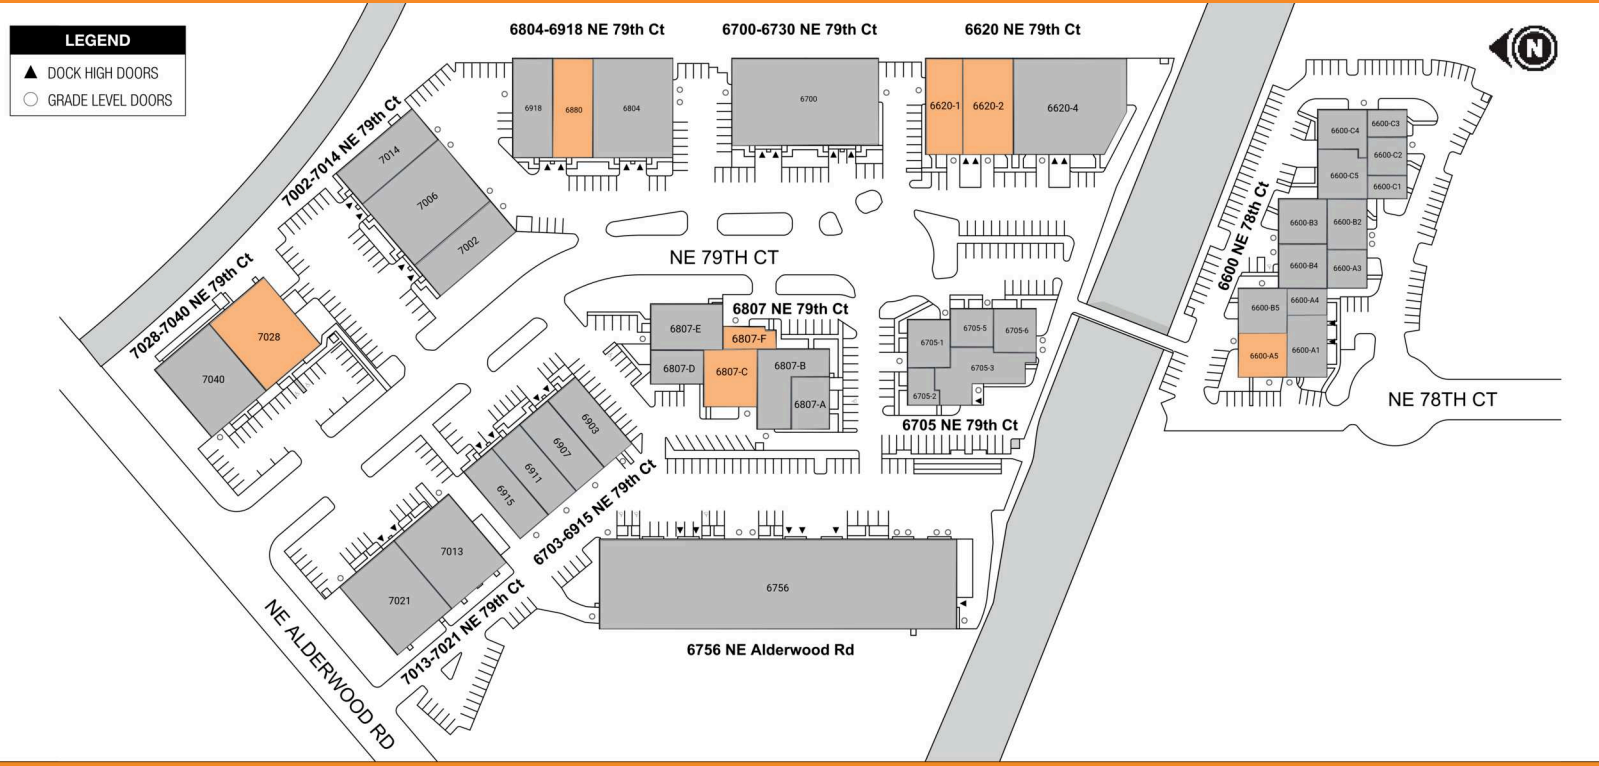 LEGEND
DOCK HIGH DOORS
GRADE LEVEL DOORS
6804-6918 NE 79th Ct
6700-6730 NE 79th Ct
6620 NE 79th Ct
N
6918
6880
6804
6700
6620-1
6620-2
6620-4
7002-7014 NE 79th Ct
7014
7006
7002
6600 NE 78th Ct
6600-C4
6600-C3
6600-C2
6600-C5
6600-C1
6600-B3
6600-B2
6600-B4
6600-A3
6600-B5
6600-A4
6600-A5
6600-A1
NE 79TH CT
7028-7040 NE 79th Ct
7028
7040
6807 NE 79th Ct
6807-E
6807-F
6807-D
6807-C
6807-B
6807-A
6705-1
6705-5
6705-6
6705-3
6705-2
6705 NE 79th Ct
NE 78TH CT
6903
6907
6911
6915
6703-6915 NE 79th Ct
7013
7021
7013-7021 NE 79th Ct
6756
6756 NE Alderwood Rd
NE ALDERWOOD RD